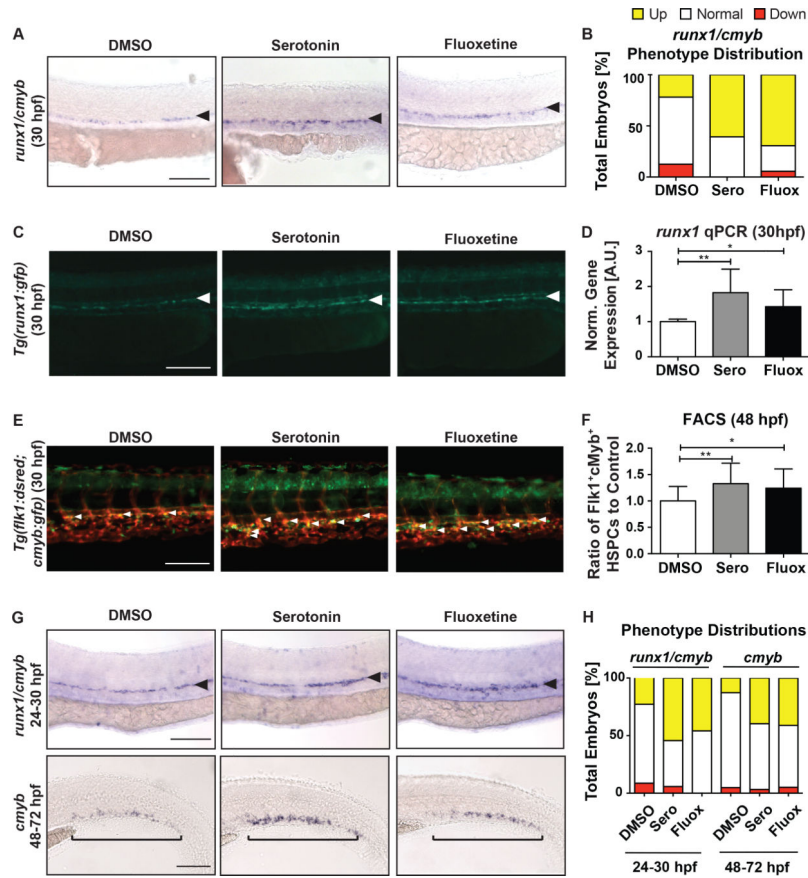 Up Normal Down
A
DMSO
Serotonin
Fluoxetine
runx1/cmyb
(30 hpf)
B
runx1/cmyb
Phenotype Distribution
Total Embryos [%]
100
50
0
DMSO Sero Fluox
C
DMSO
Serotonin
Fluoxetine
Tg(runx1:gfp)
(30 hpf)
D
runx1 qPCR (30hpf)
Norm. Gene
Expression [A.U.]
3
2
1
0
*
**
DMSO Sero Fluox
E
DMSO
Serotonin
Fluoxetine
Tg(flk1:dsred;
cmyb:gfp) (30 hpf)
F
FACS (48 hpf)
Ratio of Flk1⁺cMyb⁺
HSPCs to Control
2.0
1.5
1.0
0.5
0.0
*
**
DMSO Sero Fluox
G
DMSO
Serotonin
Fluoxetine
runx1/cmyb
24-30 hpf
cmyb
48-72 hpf
H
Phenotype Distributions
runx1/cmyb cmyb
Total Embryos [%]
100
50
0
DMSO Sero Fluox DMSO Sero Fluox
24-30 hpf 48-72 hpf